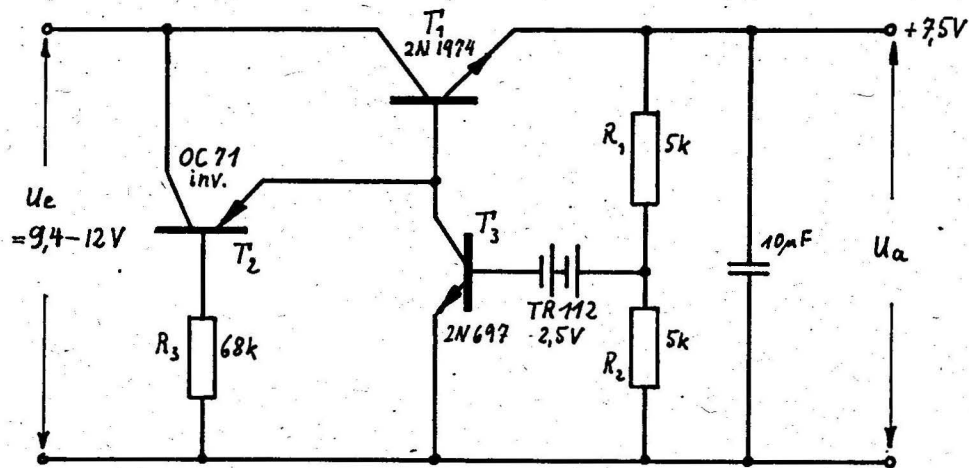 T₁
2N 1974
+7,5V
R₁
5k
OC 71
inv.
Ue
=9,4-12V
T₂
T₃
10µF
Ua
TR 112
2,5V
2N 697
R₃
68k
R₂
5k